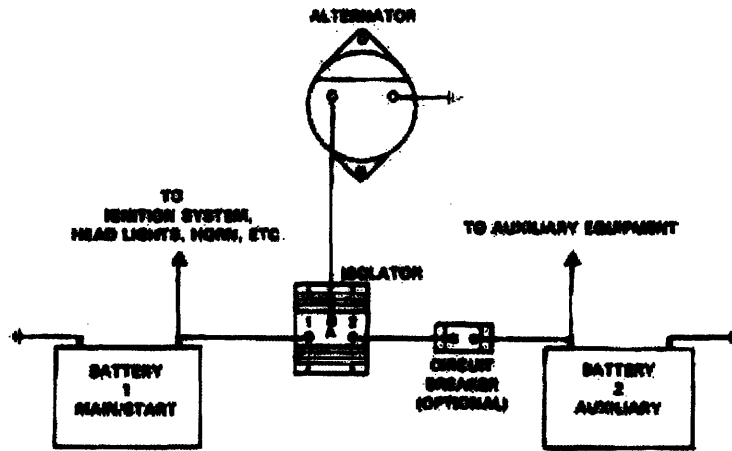 ALTERNATOR
TO
IGNITION SYSTEM,
HEAD LIGHTS, HORN, ETC
TO AUXILIARY EQUIPMENT
ISOLATOR
1 2
A
BATTERY
1
MAIN/START
CIRCUIT
BREAKER
(OPTIONAL)
BATTERY
2
AUXILIARY